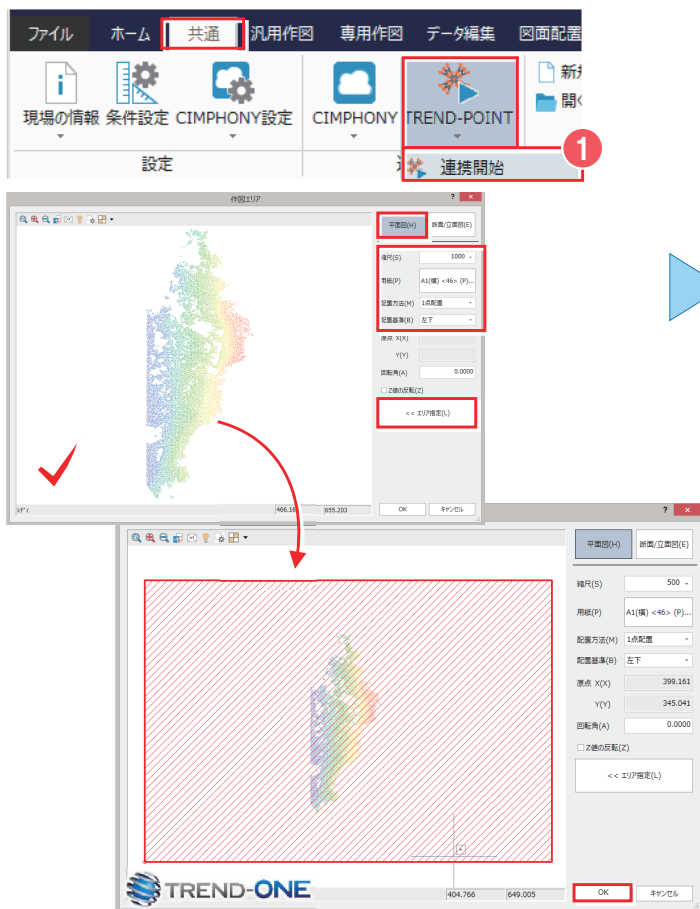 ファイル ホーム 共通 汎用作図 専用作図 データ編集 図面配置
現場の情報 条件設定 CIMPHONY設定 CIMPHONY TREND-POINT
設定
1
連携開始
作図エリア
? ×
平面図(H) 断面/立面図(E)
縮尺(S) 1000
用紙(P) A1(横) <46> (P)...
配置方法(M) 1点配置
配置基準(B) 左下
原点 X(X)
Y(Y)
回転角(A) 0.0000
Z値の反転(Z)
<< エリア指定(L)
655.203
OK キャンセル
? ×
平面図(H) 断面/立面図(E)
縮尺(S) 500
用紙(P) A1(横) <46> (P)...
配置方法(M) 1点配置
配置基準(B) 左下
原点 X(X) 399.161
Y(Y) 345.041
回転角(A) 0.0000
Z値の反転(Z)
<< エリア指定(L)
TREND-ONE
404.766 649.005
OK キャンセル